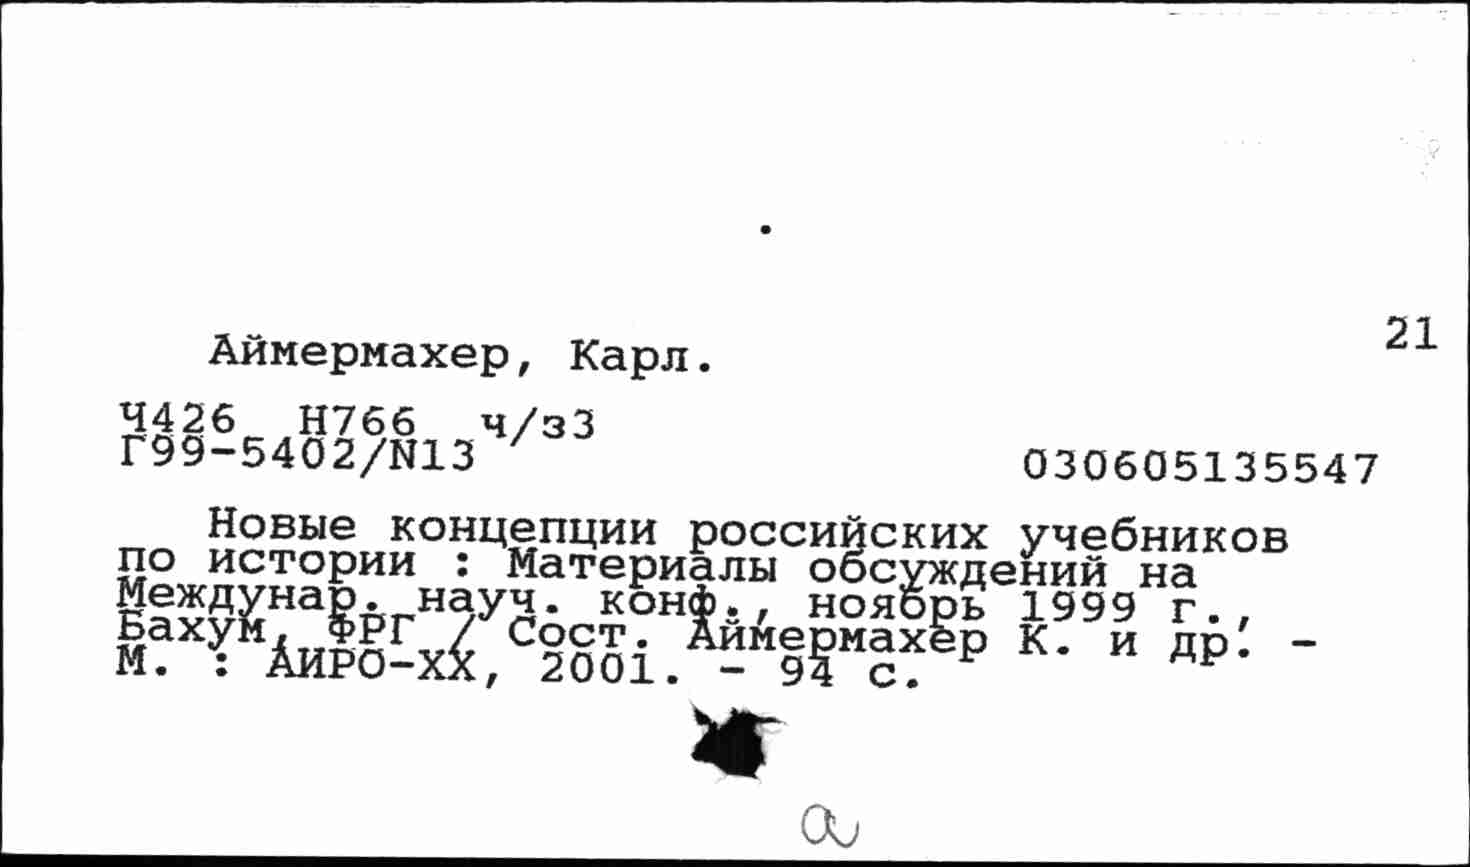 21
Аймермахер, Карл.
Ч426 Н766 ч/з3
Г99-5402/N13
030605135547
Новые концепции российских учебников
по истории : Материалы обсуждений на
Междунар. науч. конф., ноябрь 1999 г.,
Бахум, ФРГ / Сост. Аймермахер К. и др. -
М. : АИРО-ХХ, 2001. - 94 с.
а